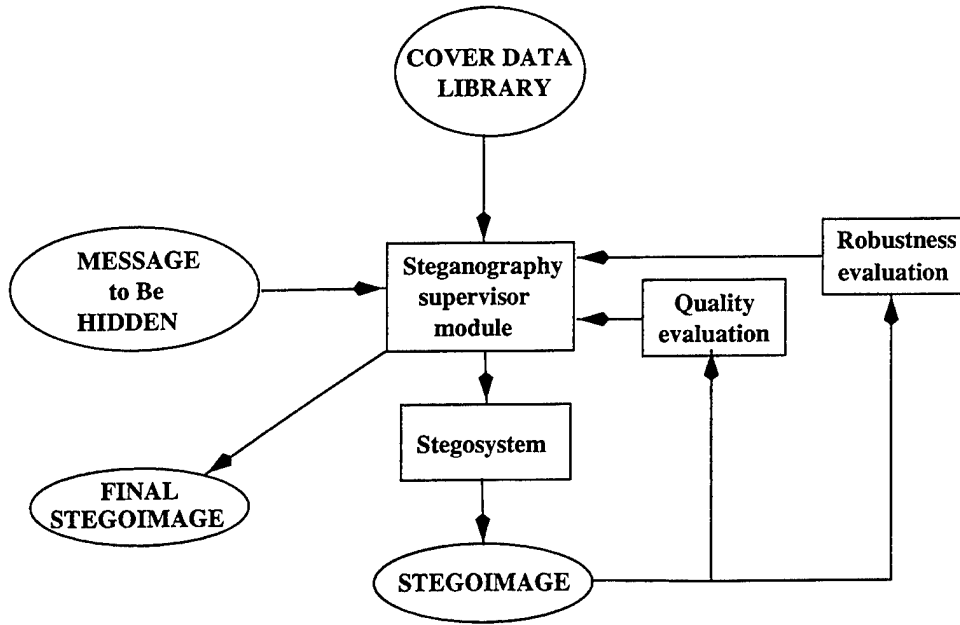 COVER DATA
LIBRARY
MESSAGE
to Be
HIDDEN
Steganography
supervisor
module
Robustness
evaluation
Quality
evaluation
Stegosystem
FINAL
STEGOIMAGE
STEGOIMAGE